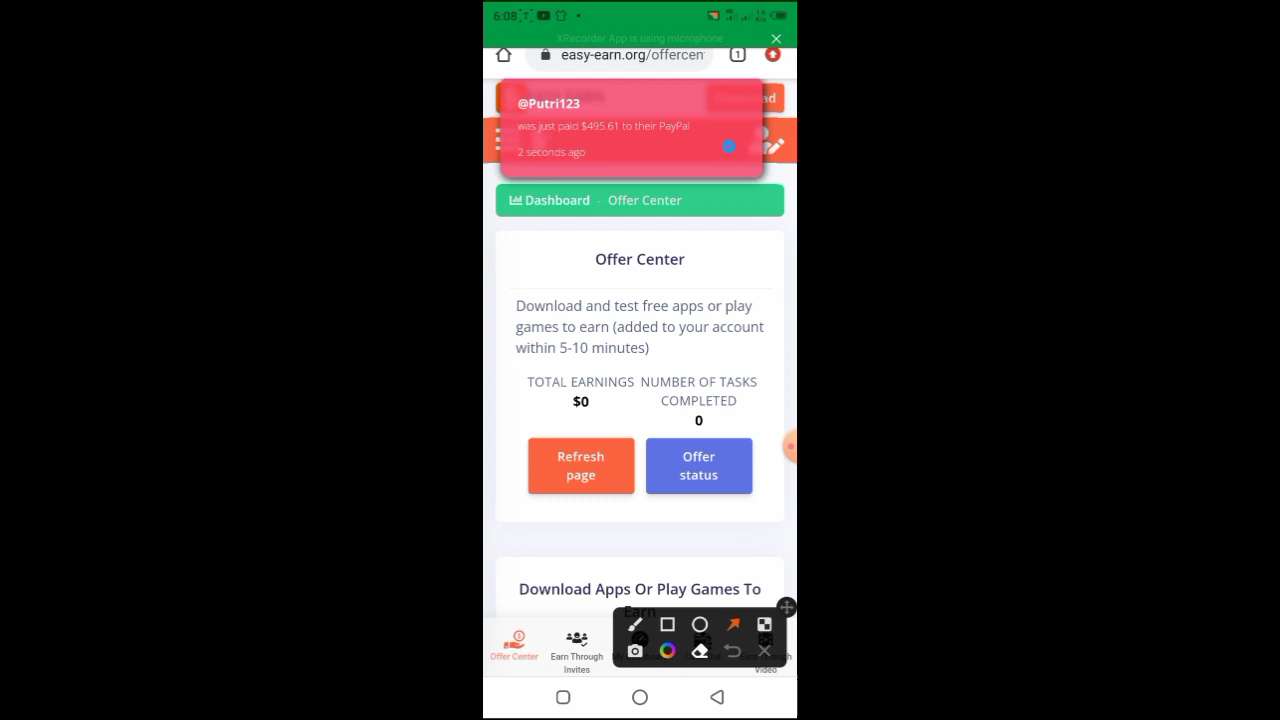 6:08
XRecorder App is using microphone
easy-earn.org/offercen
1
@Putri123
was just paid $495.61 to their PayPal
2 seconds ago
Dashboard - Offer Center
Offer Center
Download and test free apps or play
games to earn (added to your account
within 5-10 minutes)
TOTAL EARNINGS NUMBER OF TASKS
COMPLETED
$0
0
Refresh
page
Offer
status
Download Apps Or Play Games To
Earn
Offer Center
Earn Through
Invites
Video